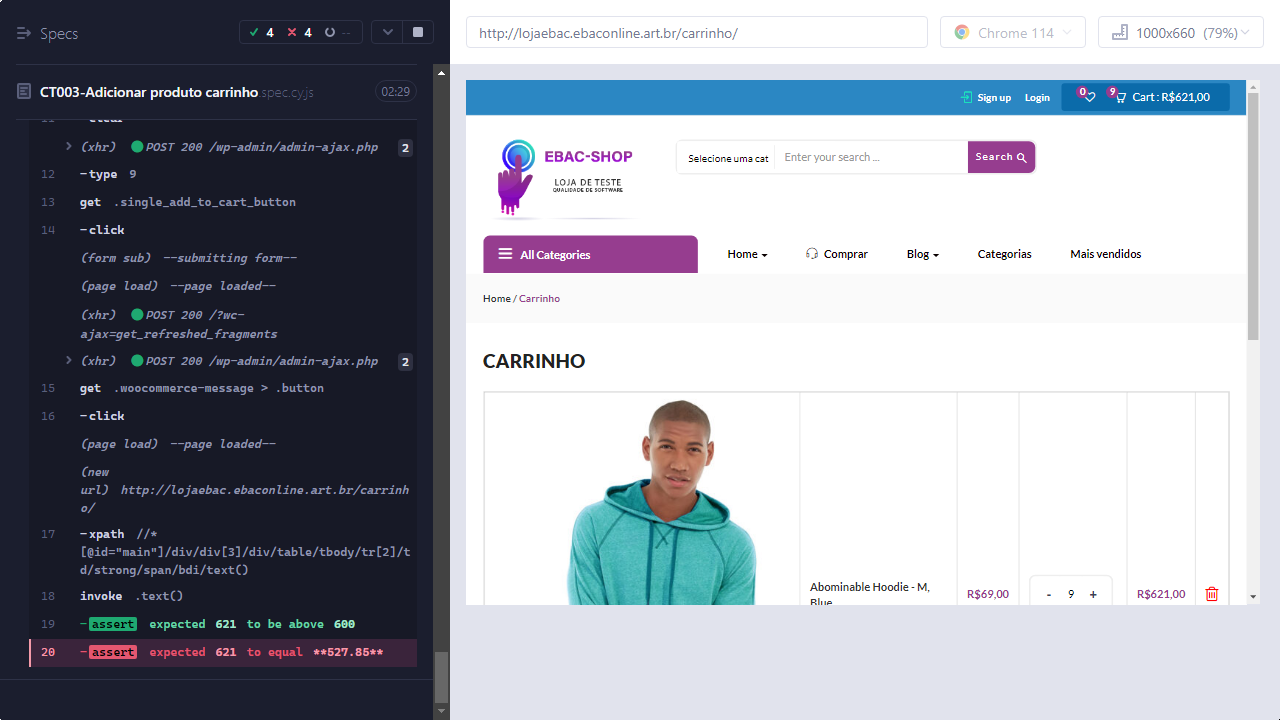 Specs
4
4
--
CT003-Adicionar produto carrinho.spec.cy.js
02:29
(xhr) POST 200 /wp-admin/admin-ajax.php
2
12 -type 9
13 get .single_add_to_cart_button
14 -click
(form sub) --submitting form--
(page load) --page loaded--
(xhr) POST 200 /?wc-
ajax=get_refreshed_fragments
(xhr) POST 200 /wp-admin/admin-ajax.php
2
15 get .woocommerce-message > .button
16 -click
(page load) --page loaded--
(new
url) http://lojaebac.ebaconline.art.br/carrinh
o/
17 -xpath //*
[@id="main"]/div/div[3]/div/table/tbody/tr[2]/t
d/strong/span/bdi/text()
18 invoke .text()
19 -assert expected 621 to be above 600
20 -assert expected 621 to equal **527.85**
http://lojaebac.ebaconline.art.br/carrinho/
Chrome 114
1000x660 (79%)
Sign up
Login
0
9
Cart : R$621,00
EBAC-SHOP
LOJA DE TESTE
QUALIDADE DE SOFTWARE
Selecione uma cat
Enter your search ...
Search
All Categories
Home
Comprar
Blog
Categorias
Mais vendidos
Home / Carrinho
CARRINHO
Abominable Hoodie - M,
Blue
R$69,00
- 9 +
R$621,00